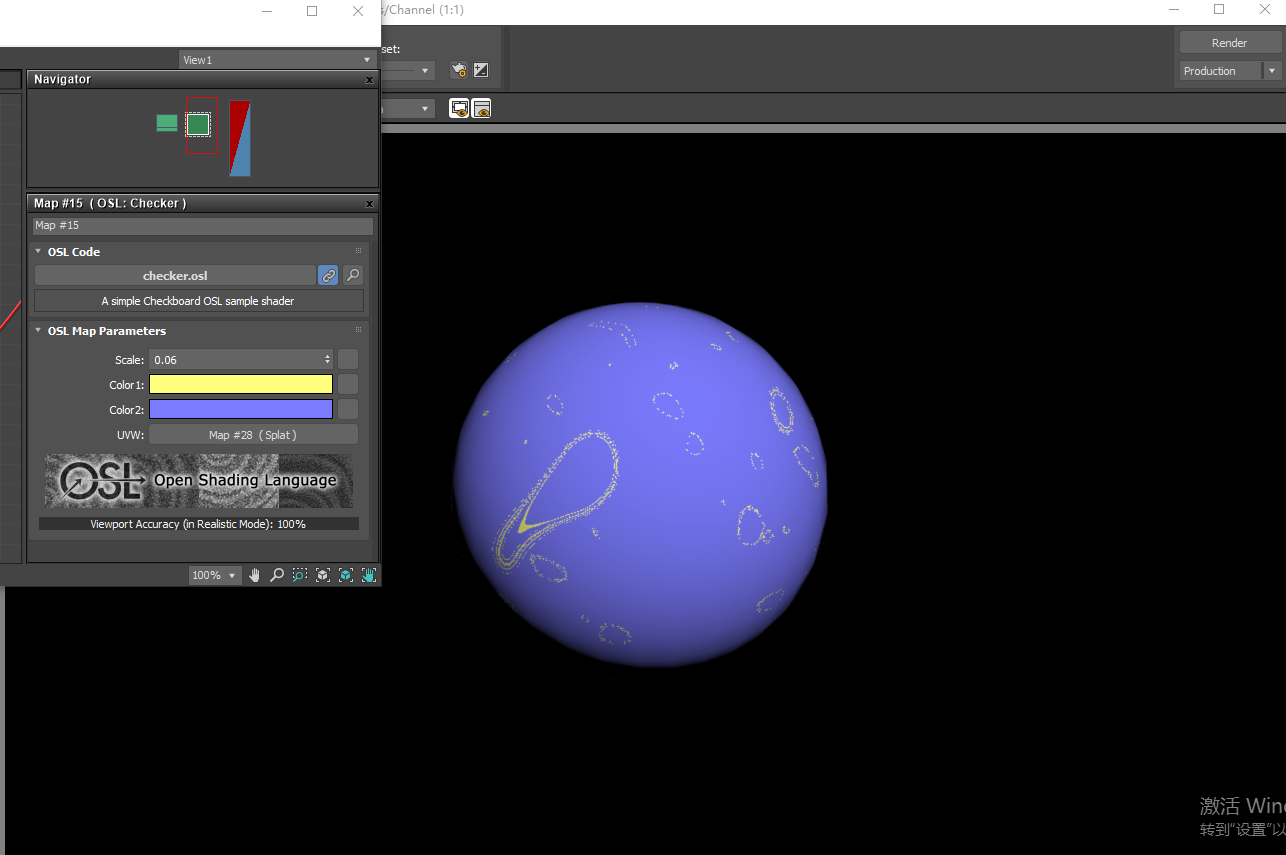 s/Channel (1:1)
set:
View1
Render
Production
Navigator
Map #15 ( OSL: Checker )
Map #15
OSL Code
checker.osl
A simple Checkboard OSL sample shader
OSL Map Parameters
Scale: 0.06
Color1:
Color2:
UVW: Map #28 ( Splat )
OSL Open Shading Language
Viewport Accuracy (in Realistic Mode): 100%
100%
激活 Wind
转到“设置”以